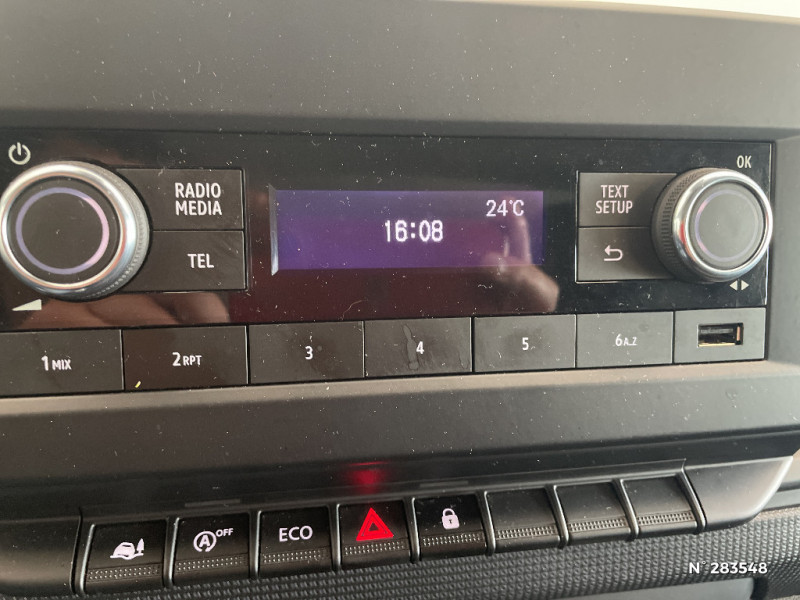 OK
RADIO
MEDIA
TEL
24°C
16:08
TEXT
SETUP
1 MIX
2 RPT
3
4
5
6 A.Z
A OFF
ECO
N° 283548